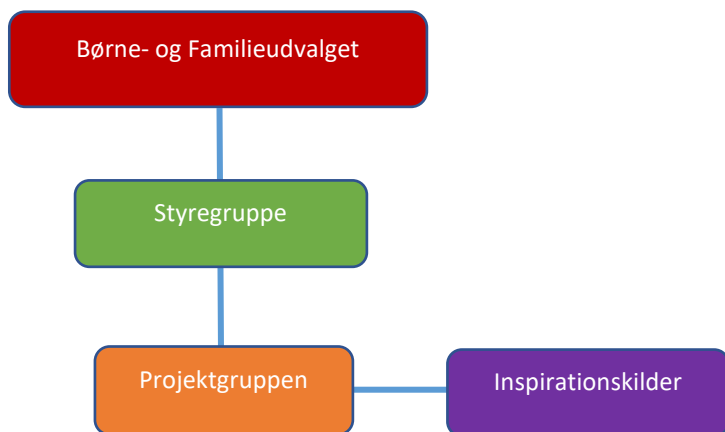 Børne- og Familieudvalget
Styregruppe
Projektgruppen
Inspirationskilder